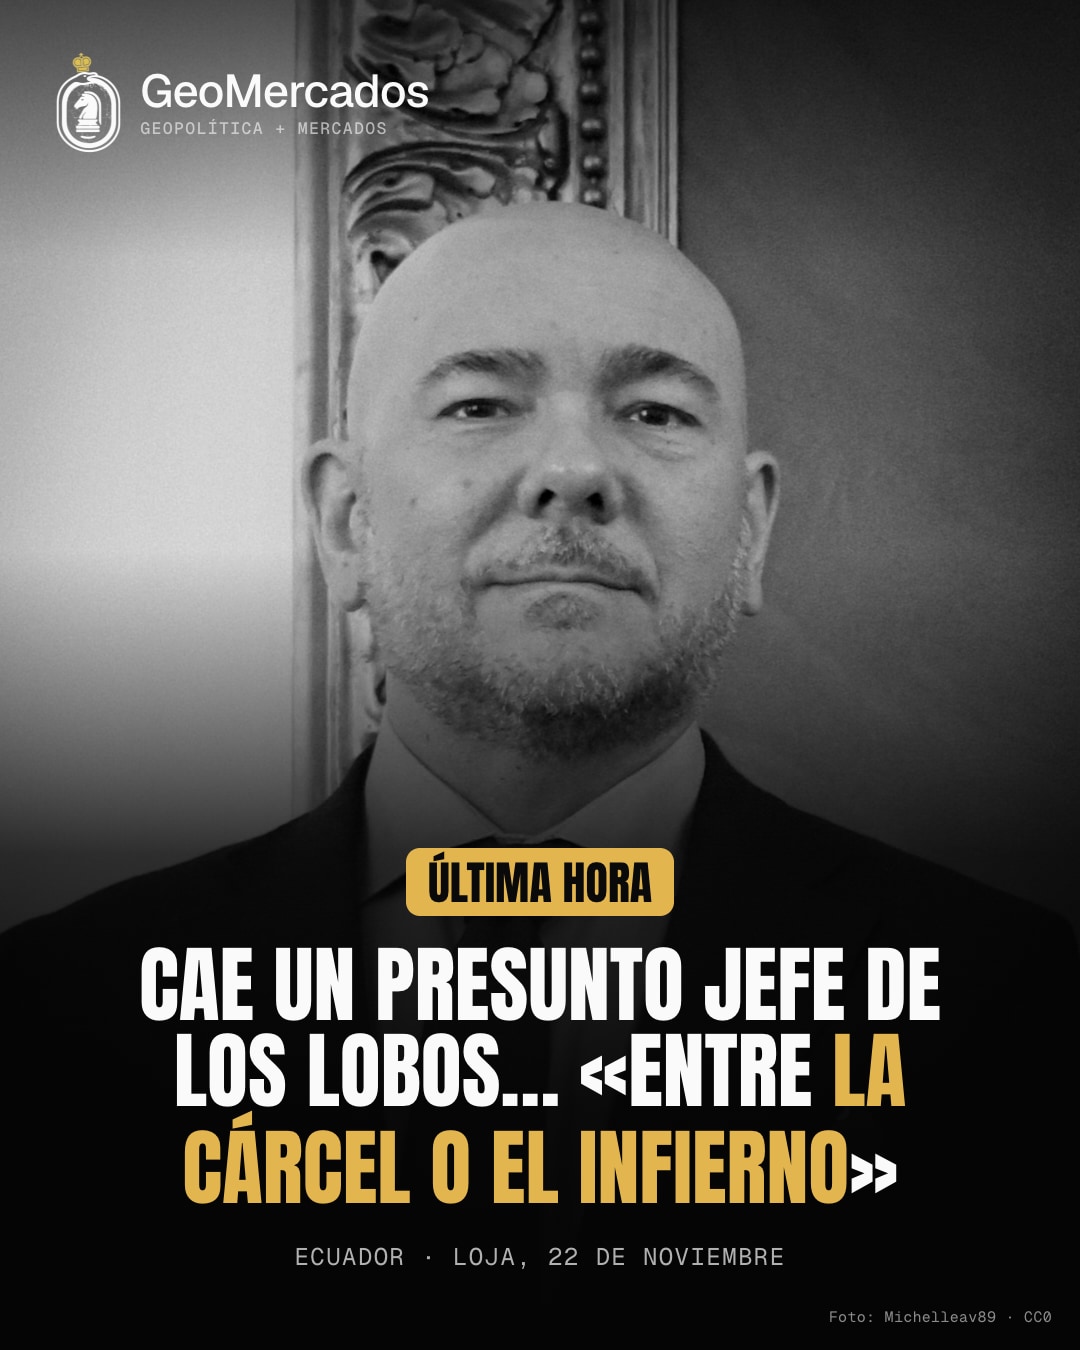 GeoMercados
GEOPOLÍTICA + MERCADOS
ÚLTIMA HORA
CAE UN PRESUNTO JEFE DE
LOS LOBOS... «ENTRE LA
CÁRCEL O EL INFIERNO»
ECUADOR · LOJA, 22 DE NOVIEMBRE
Foto: Michelleav89 · CC0